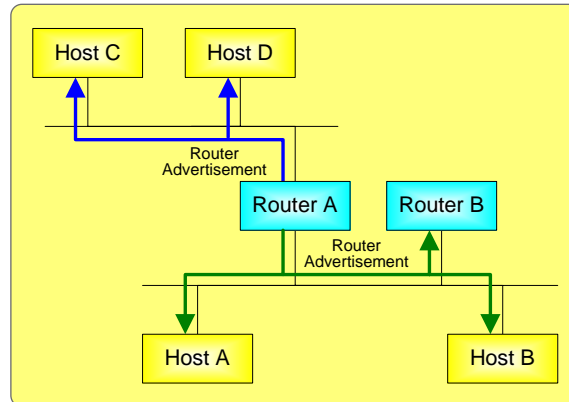 Host C
Host D
Router
Advertisement
Router A
Router B
Router
Advertisement
Host A
Host B